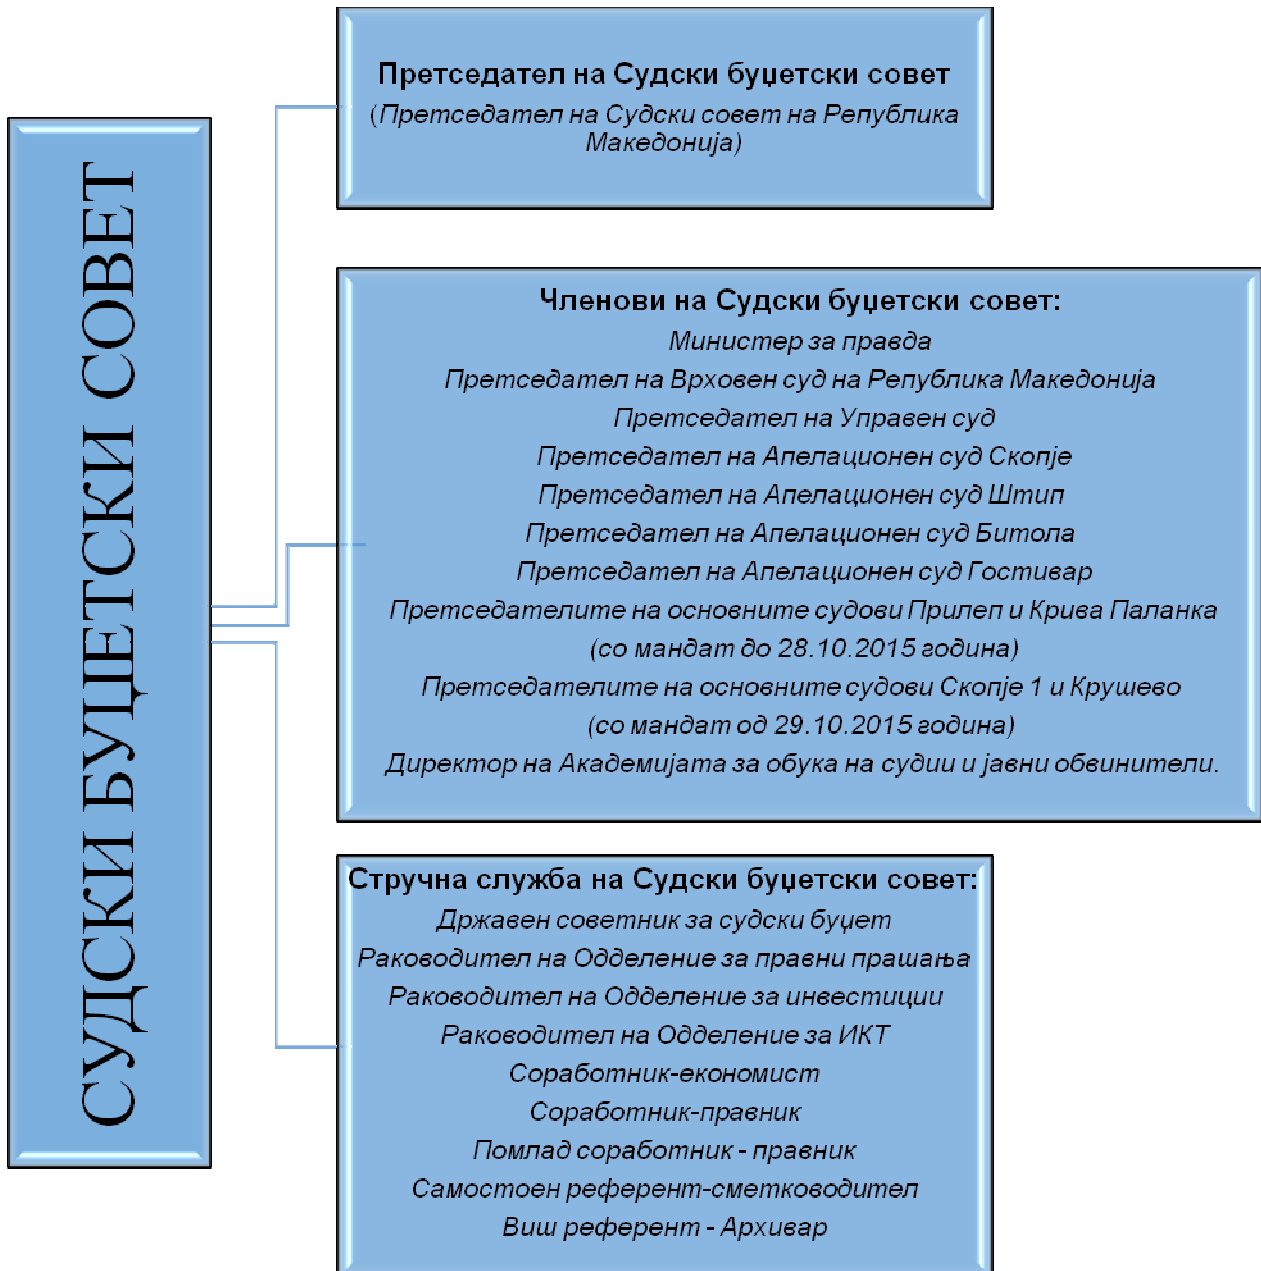 СУДСКИ БУЏЕТСКИ СОВЕТ
Претседател на Судски буџетски совет
(Претседател на Судски совет на Република
Македонија)
Членови на Судски буџетски совет:
Министер за правда
Претседател на Врховен суд на Република Македонија
Претседател на Управен суд
Претседател на Апелационен суд Скопје
Претседател на Апелационен суд Штип
Претседател на Апелационен суд Битола
Претседател на Апелационен суд Гостивар
Претседателите на основните судови Прилеп и Крива Паланка
(со мандат до 28.10.2015 година)
Претседателите на основните судови Скопје 1 и Крушево
(со мандат од 29.10.2015 година)
Директор на Академијата за обука на судии и јавни обвинители.
Стручна служба на Судски буџетски совет:
Државен советник за судски буџет
Раководител на Одделение за правни прашања
Раководител на Одделение за инвестиции
Раководител на Одделение за ИКТ
Соработник-економист
Соработник-правник
Помлад соработник - правник
Самостоен референт-сметководител
Виш референт - Архивар